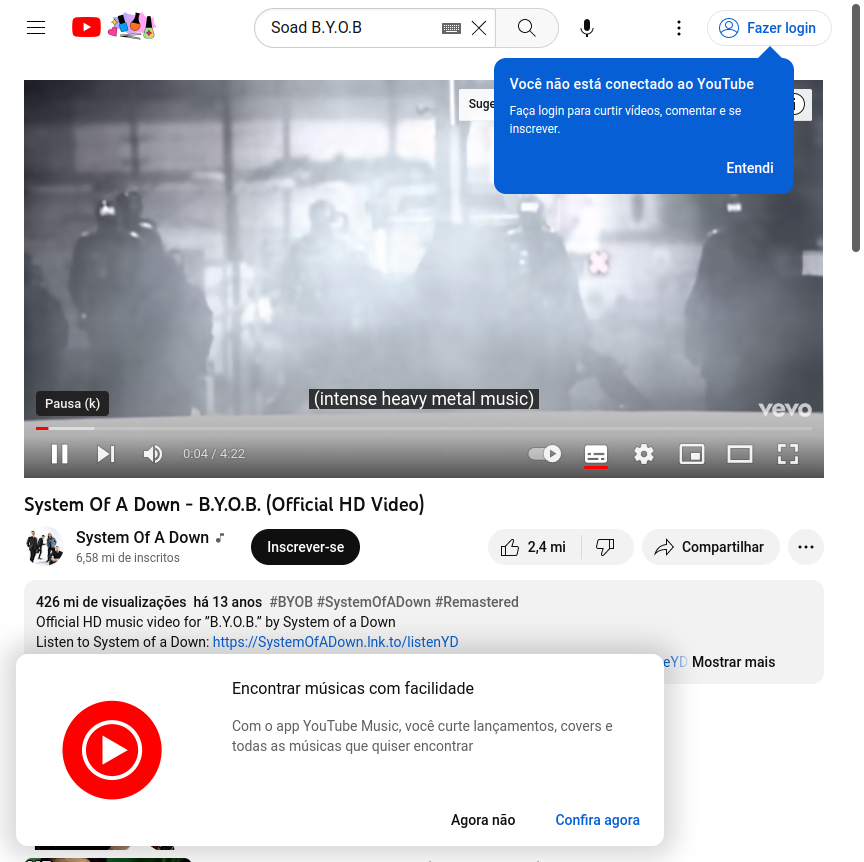 Soad B.Y.O.B
Fazer login
Você não está conectado ao YouTube
Faça login para curtir vídeos, comentar e se
inscrever.
Entendi
(intense heavy metal music)
Pausa (k)
vevo
0:04 / 4:22
System Of A Down - B.Y.O.B. (Official HD Video)
System Of A Down
6,58 mi de inscritos
Inscrever-se
2,4 mi
Compartilhar
426 mi de visualizações há 13 anos #BYOB #SystemOfADown #Remastered
Official HD music video for ”B.Y.O.B.” by System of a Down
Listen to System of a Down: https://SystemOfADown.lnk.to/listenYD
Mostrar mais
Encontrar músicas com facilidade
Com o app YouTube Music, você curte lançamentos, covers e
todas as músicas que quiser encontrar
Agora não
Confira agora